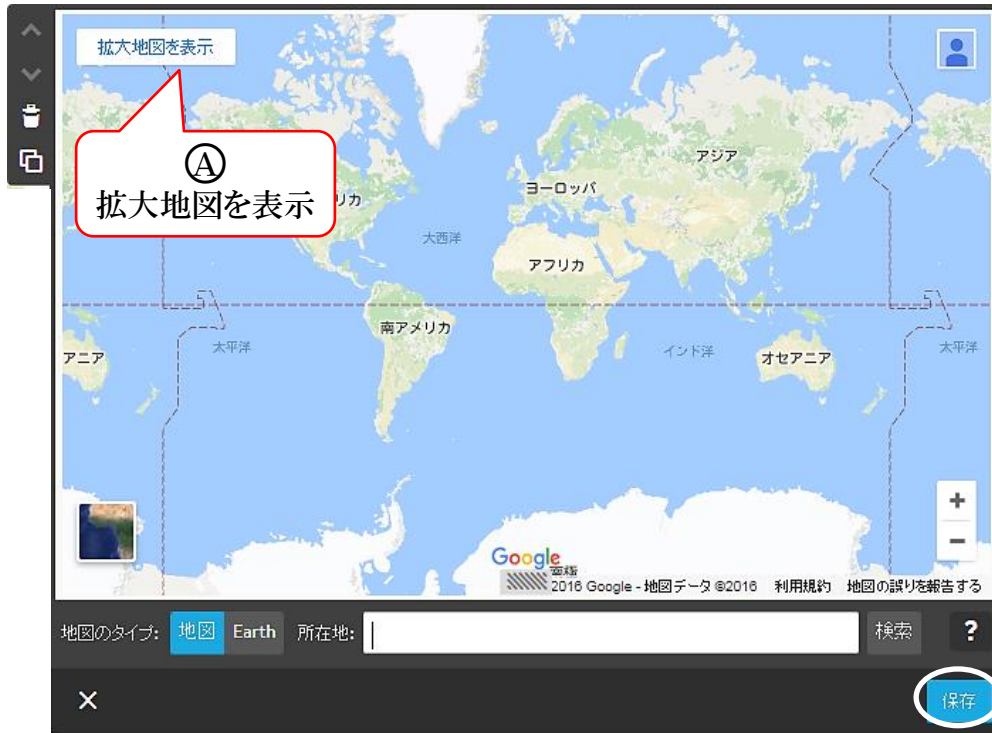 拡大地図を表示
Ⓐ
拡大地図を表示
リカ
アジア
ヨーロッパ
大西洋
アフリカ
南アメリカ
アニア
太平洋
インド洋
オセアニア
太平洋
+
−
Google
2016 Google - 地図データ ©2016 利用規約 地図の誤りを報告する
地図のタイプ: 地図 Earth 所在地: 検索 ?
× 保存